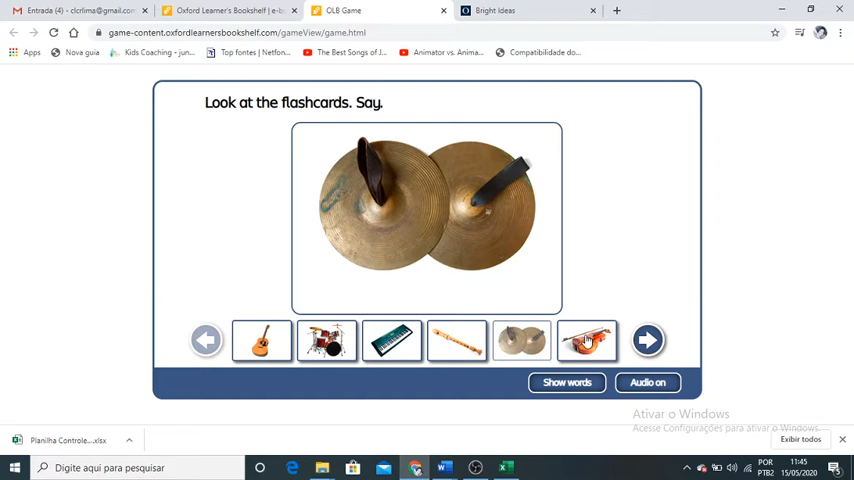 Entrada (4) - clcrlima@gmail.com
Oxford Learner's Bookshelf | e-b
OLB Game
Bright Ideas
game-content.oxfordlearnersbookshelf.com/gameView/game.html
Apps
Nova guia
Kids Coaching - jun...
Top fontes | Netfon...
The Best Songs of J...
Animator vs. Anima...
Compatibilidade do...
Look at the flashcards. Say.
Show words
Audio on
Ativar o Windows
Acesse Configurações para ativar o Windows.
Planilha Controle....xlsx
Exibir todos
Digite aqui para pesquisar
POR
PTB2
11:45
15/05/2020
5